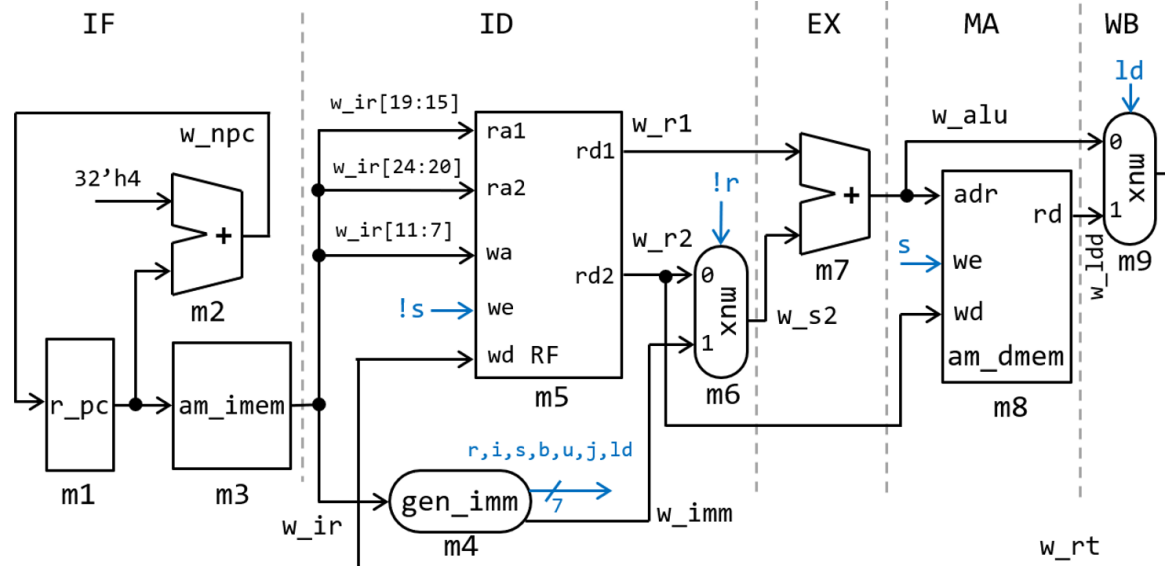 IF
ID
EX
MA
WB
w_npc
32'h4
+
m2
r_pc
m1
am_imem
m3
w_ir[19:15]
w_ir[24:20]
w_ir[11:7]
!s
ra1
ra2
wa
we
wd RF
rd1
rd2
m5
w_r1
w_r2
!r
0
1
mux
m6
w_s2
r,i,s,b,u,j,ld
7
gen_imm
m4
w_ir
w_imm
+
m7
w_alu
s
adr
we
wd
rd
am_dmem
m8
w_ldd
ld
0
1
mux
m9
w_rt